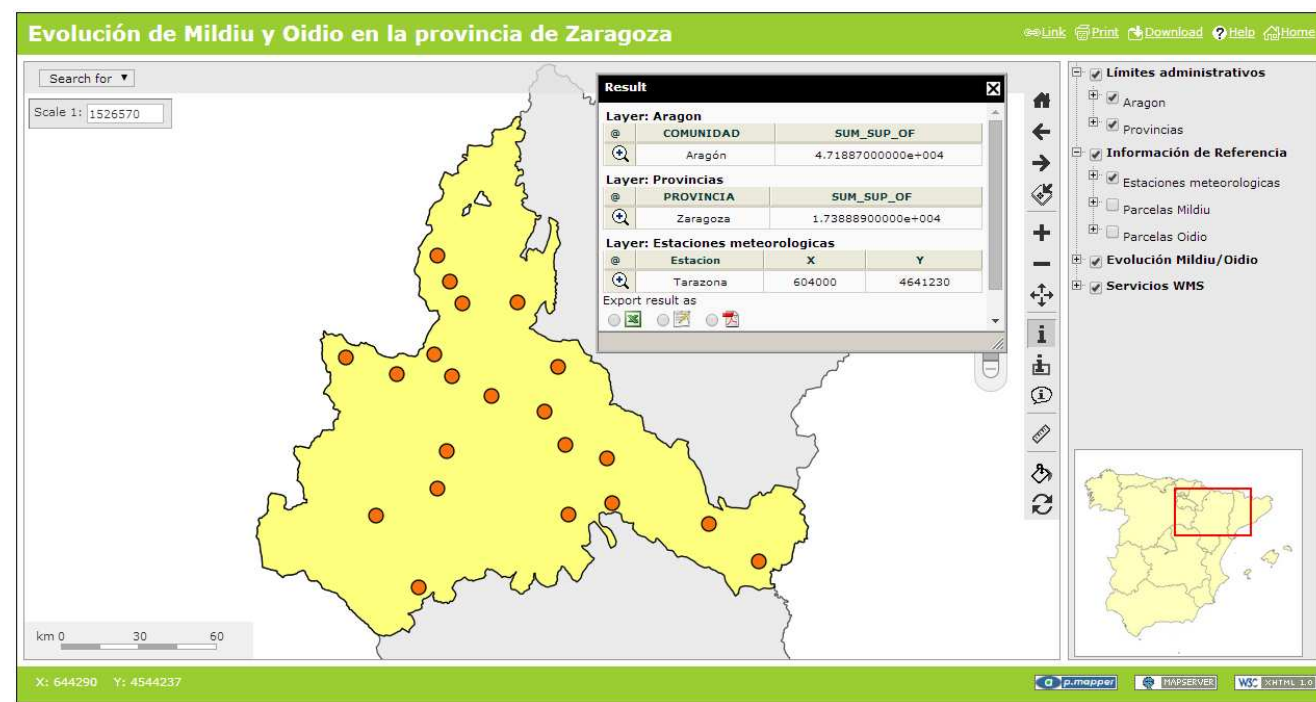 Evolución de Mildiu y Oidio en la provincia de Zaragoza
Link Print Download Help Home
Search for ▼
Scale 1: 1526570
Result
Layer: Aragon
@ COMUNIDAD SUM_SUP_OF
Aragón 4.71887000000e+004
Layer: Provincias
@ PROVINCIA SUM_SUP_OF
Zaragoza 1.73888900000e+004
Layer: Estaciones meteorologicas
@ Estacion X Y
Tarazona 604000 4641230
Export result as
Límites administrativos
Aragon
Provincias
Información de Referencia
Estaciones meteorologicas
Parcelas Mildiu
Parcelas Oidio
Evolución Mildiu/Oidio
Servicios WMS
km 0 30 60
X: 644290 Y: 4544237
p.mapper MAPSERVER W3C XHTML 1.0